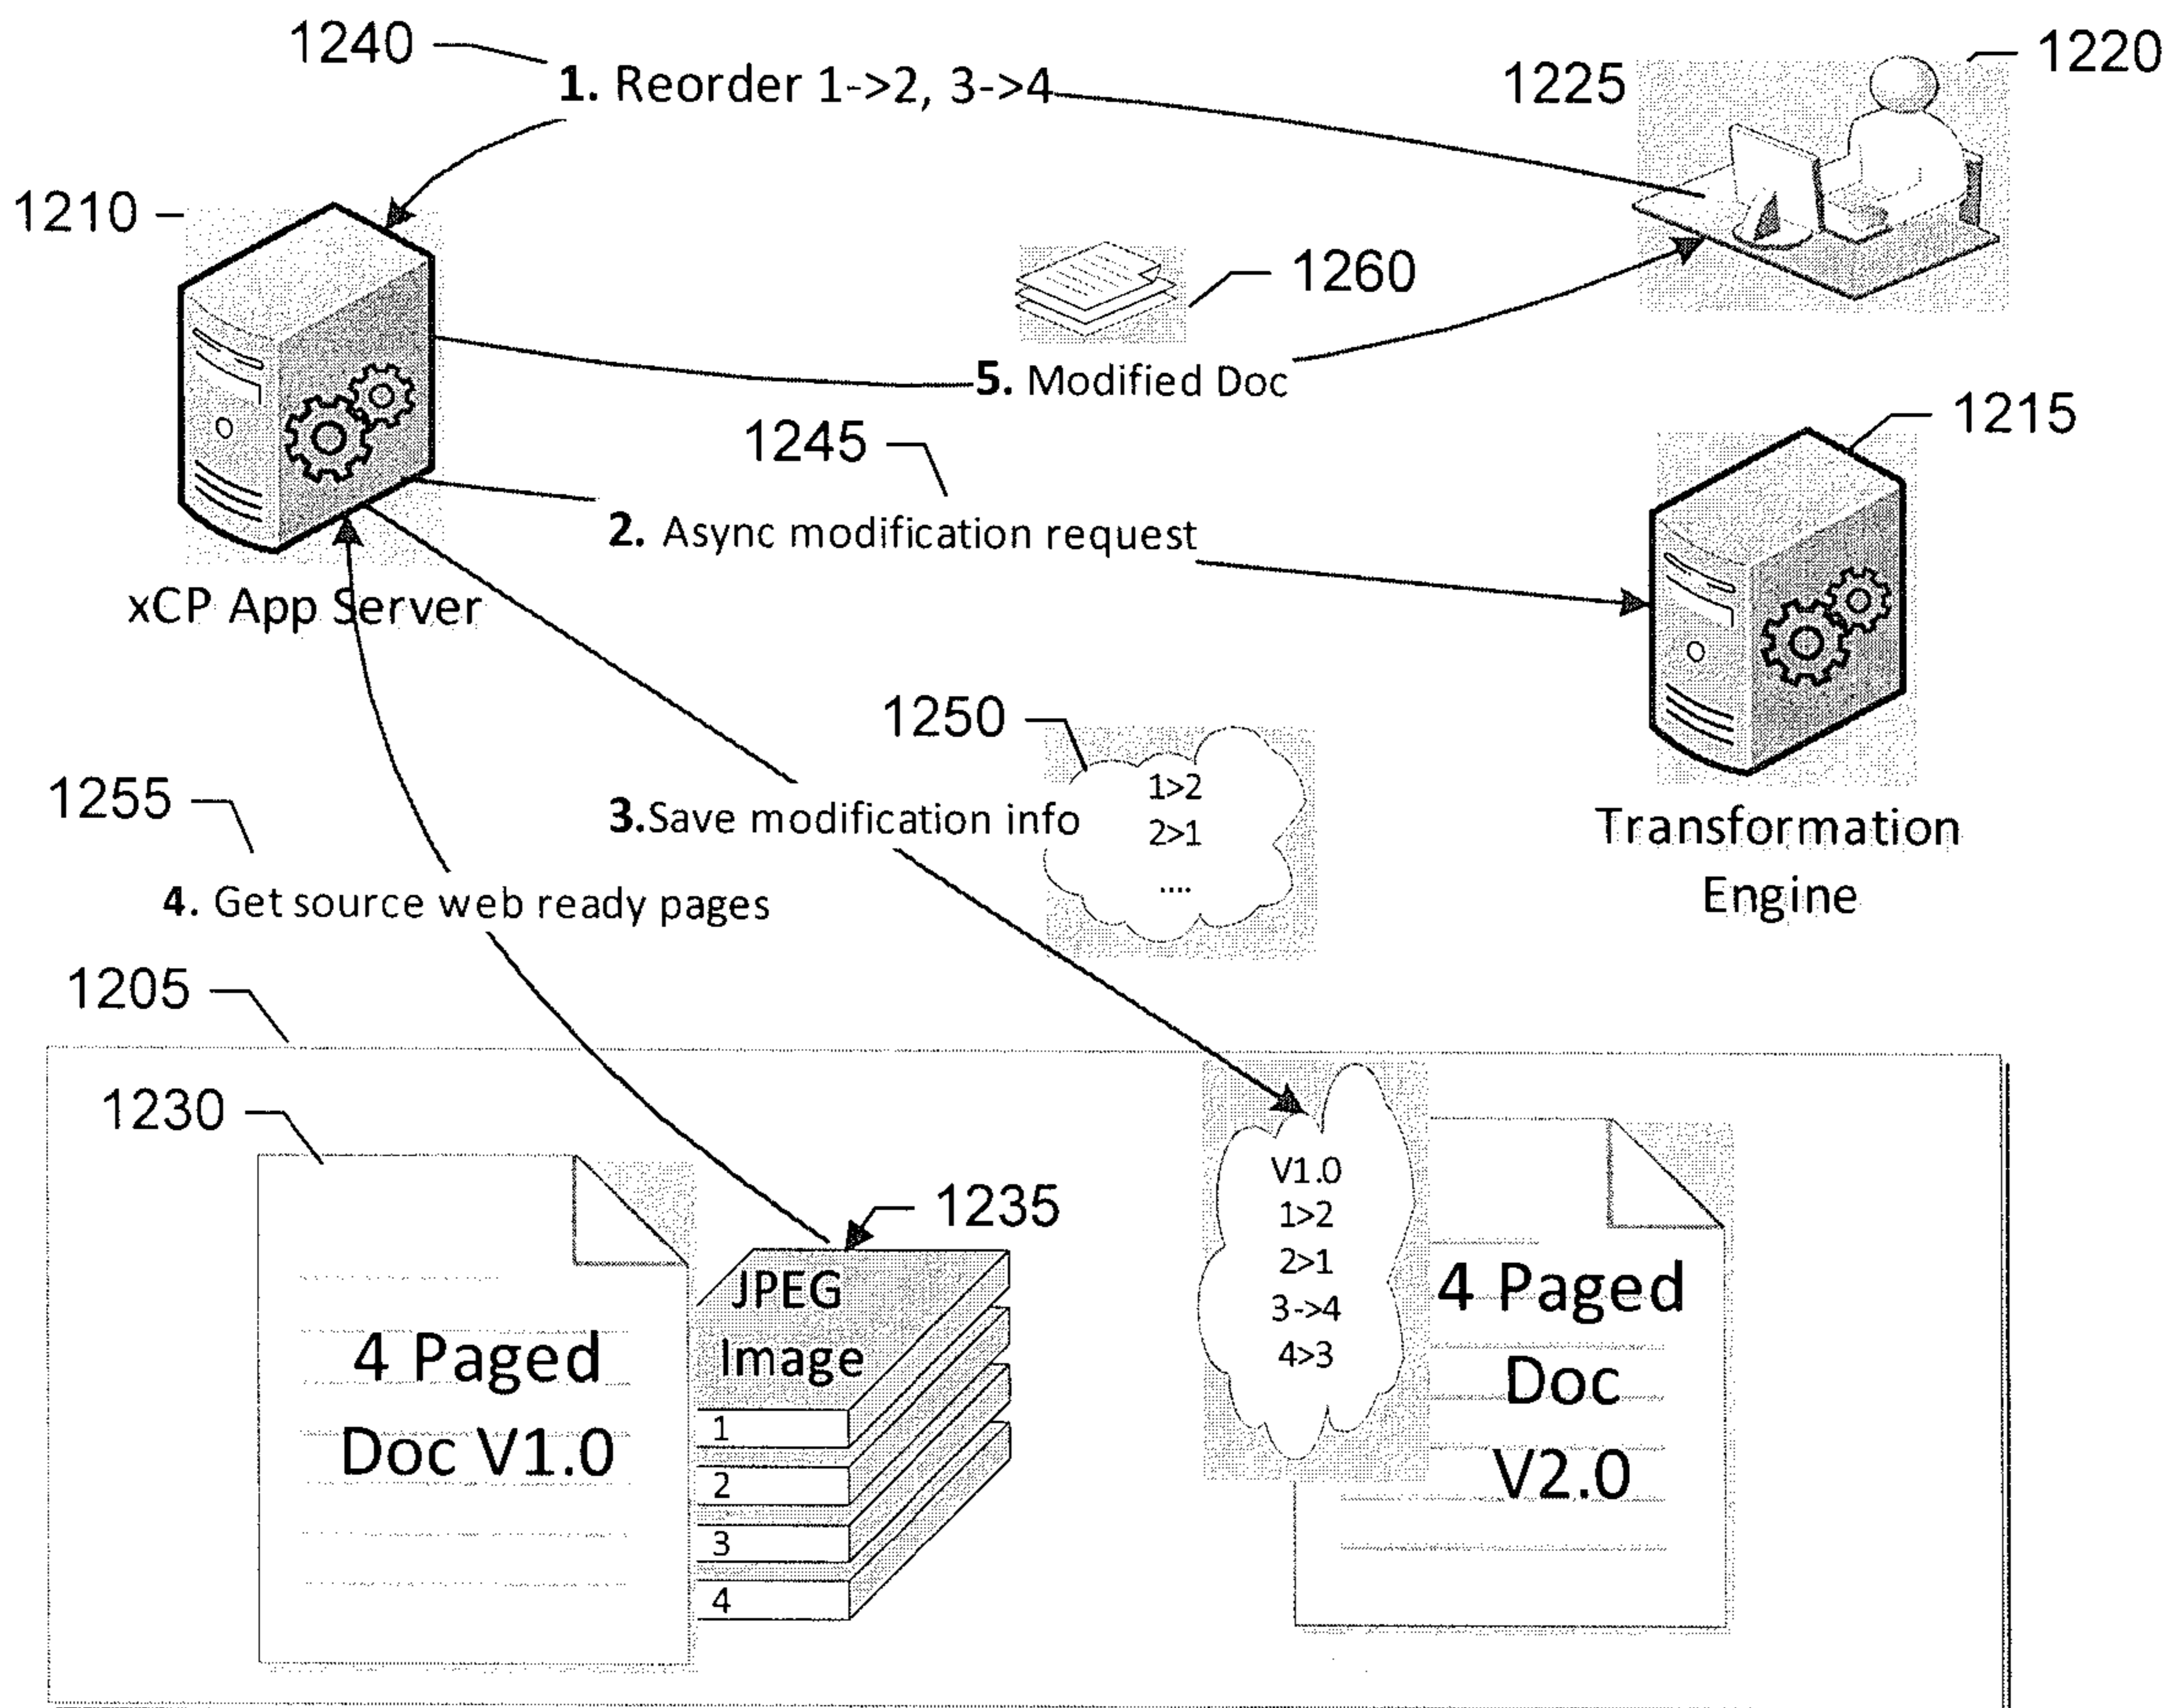 1240
1. Reorder 1->2, 3->4
1225
1220
1210
1260
5. Modified Doc
1245
1215
2. Async modification request
xCP App Server
1250
1>2
2>1
....
3.Save modification info
Transformation
Engine
1255
4. Get source web ready pages
1205
1230
1235
JPEG
Image
1
2
3
4
4 Paged
Doc V1.0
V1.0
1>2
2>1
3->4
4>3
4 Paged
Doc
V2.0